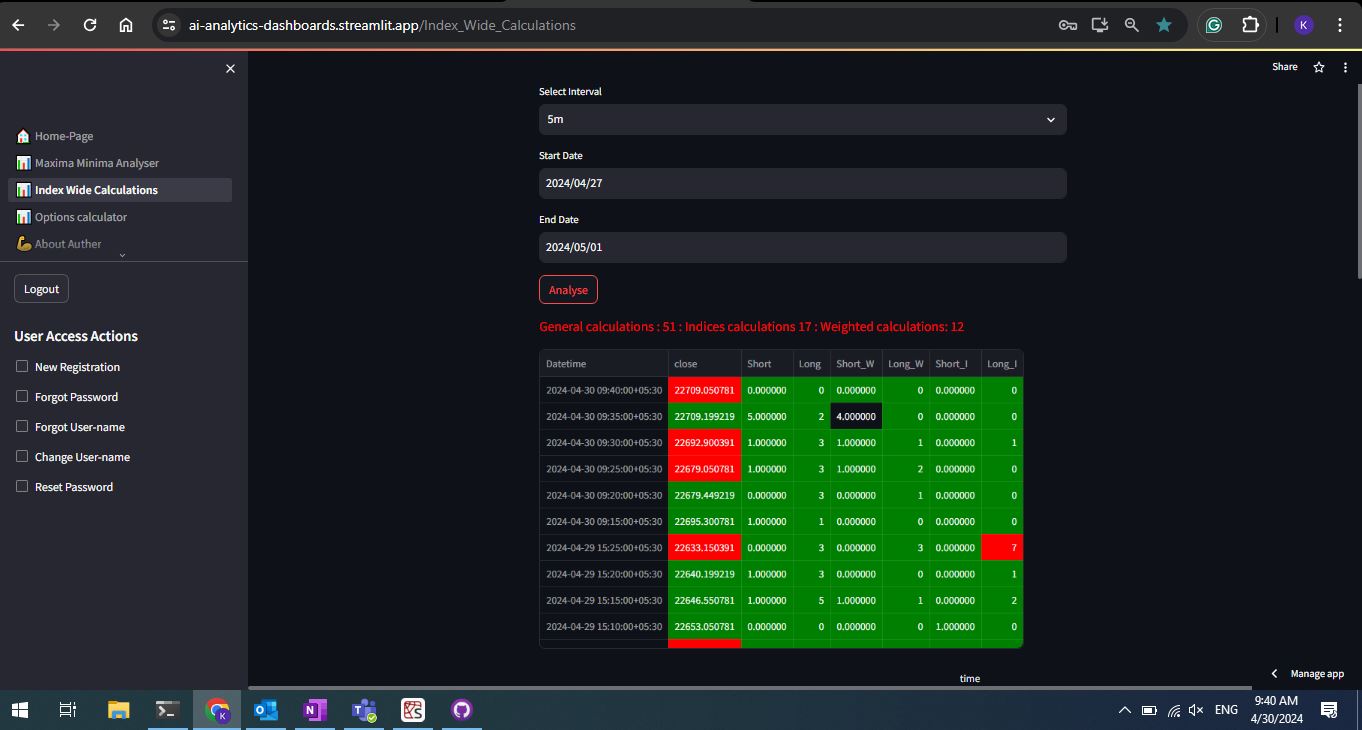 ai-analytics-dashboards.streamlit.app/Index_Wide_Calculations
K
Share
Home-Page
Maxima Minima Analyser
Index Wide Calculations
Options calculator
About Auther
Logout
User Access Actions
New Registration
Forgot Password
Forgot User-name
Change User-name
Reset Password
Select Interval
5m
Start Date
2024/04/27
End Date
2024/05/01
Analyse
General calculations : 51 : Indices calculations 17 : Weighted calculations: 12
Datetime close Short Long Short_W Long_W Short_I Long_I
2024-04-30 09:40:00+05:30 22709.050781 0.000000 0 0.000000 0 0.000000 0
2024-04-30 09:35:00+05:30 22709.199219 5.000000 2 4.000000 0 0.000000 0
2024-04-30 09:30:00+05:30 22692.900391 1.000000 3 1.000000 1 0.000000 1
2024-04-30 09:25:00+05:30 22679.050781 1.000000 3 1.000000 2 0.000000 0
2024-04-30 09:20:00+05:30 22679.449219 0.000000 3 0.000000 1 0.000000 0
2024-04-30 09:15:00+05:30 22695.300781 1.000000 1 0.000000 0 0.000000 0
2024-04-29 15:25:00+05:30 22633.150391 0.000000 3 0.000000 3 0.000000 7
2024-04-29 15:20:00+05:30 22640.199219 1.000000 3 0.000000 0 0.000000 1
2024-04-29 15:15:00+05:30 22646.550781 1.000000 5 1.000000 1 0.000000 2
2024-04-29 15:10:00+05:30 22653.050781 0.000000 0 0.000000 0 1.000000 0
time
Manage app
ENG
9:40 AM
4/30/2024